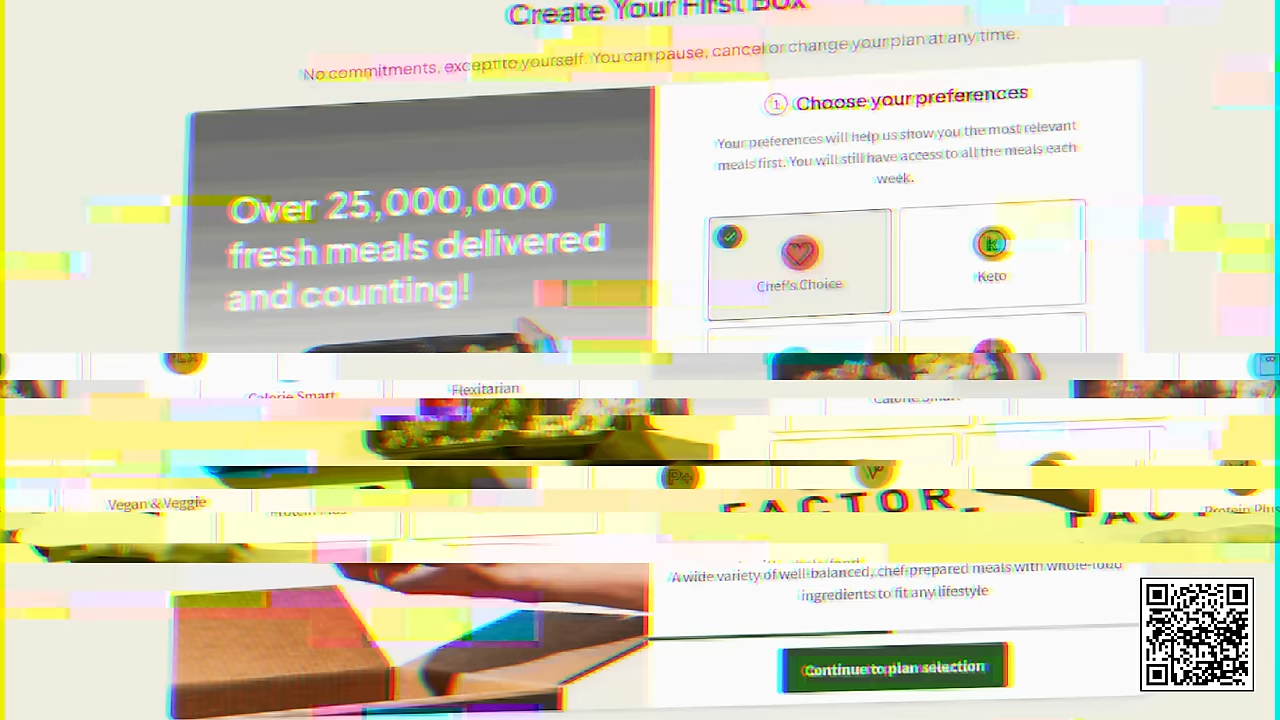 Create Your First Box
No commitments, except to yourself. You can pause, cancel or change your plan at any time.
1 Choose your preferences
Your preferences will help us show you the most relevant
meals first. You will still have access to all the meals each
week.
Over 25,000,000
fresh meals delivered
and counting!
Chef's Choice
Keto
Calorie Smart
Flexitarian
Calorie Smart
Vegan & Veggie
Protein Plus
FACTOR_
Protein Plus
A wide variety of well-balanced, chef-prepared meals with whole-food
ingredients to fit any lifestyle
Continue to plan selection